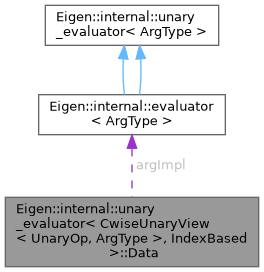 Eigen::internal::unary
_evaluator< ArgType >
Eigen::internal::evaluator
< ArgType >
argImpl
Eigen::internal::unary
_evaluator< CwiseUnaryView
< UnaryOp, ArgType >, IndexBased
>::Data